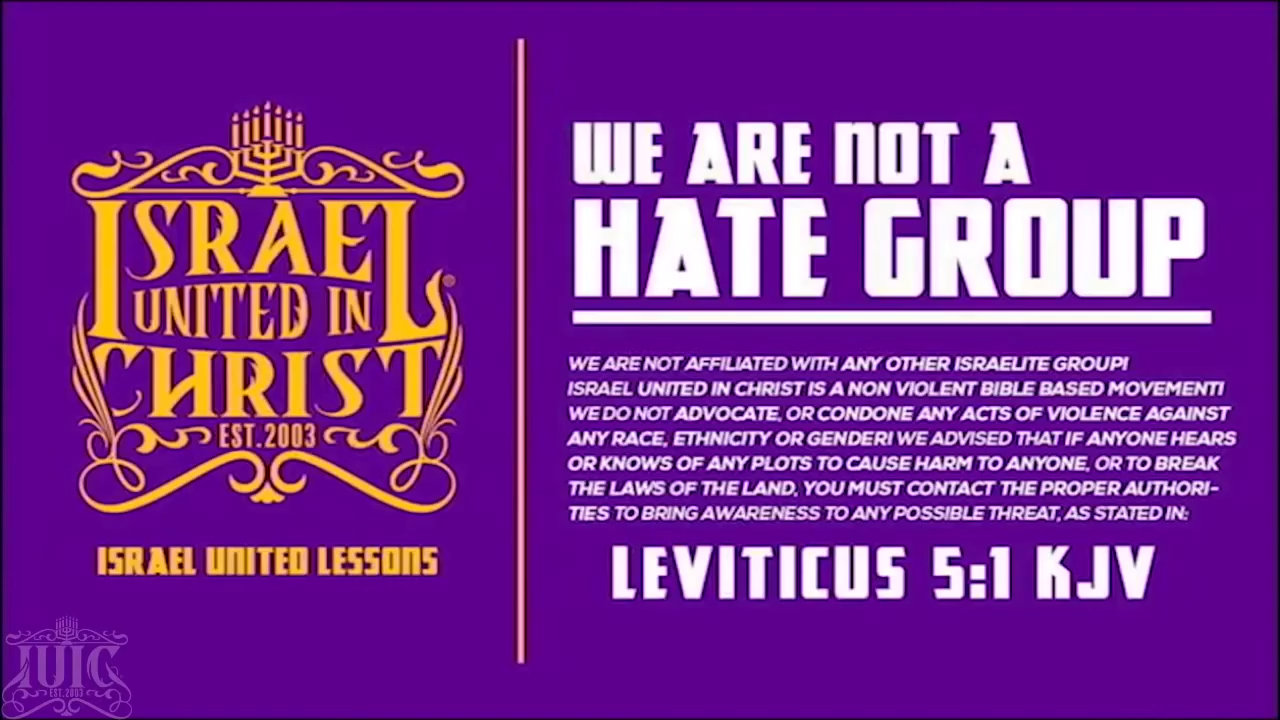 ISRAEL
UNITED IN
CHRIST
EST.2003
ISRAEL UNITED LESSONS
WE ARE NOT A
HATE GROUP
WE ARE NOT AFFILIATED WITH ANY OTHER ISRAELITE GROUP!
ISRAEL UNITED IN CHRIST IS A NON VIOLENT BIBLE BASED MOVEMENT!
WE DO NOT ADVOCATE, OR CONDONE ANY ACTS OF VIOLENCE AGAINST
ANY RACE, ETHNICITY OR GENDER! WE ADVISED THAT IF ANYONE HEARS
OR KNOWS OF ANY PLOTS TO CAUSE HARM TO ANYONE, OR TO BREAK
THE LAWS OF THE LAND, YOU MUST CONTACT THE PROPER AUTHORI-
TIES TO BRING AWARENESS TO ANY POSSIBLE THREAT, AS STATED IN:
LEVITICUS 5:1 KJV
IUIC
EST.2003